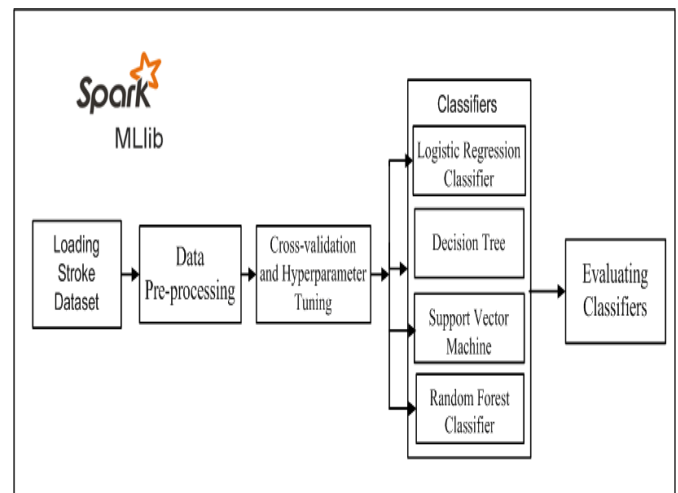 Spark
MLlib
Loading
Stroke
Dataset
Data
Pre-processing
Cross-validation
and Hyperparameter
Tuning
Classifiers
Logistic Regression
Classifier
Decision Tree
Support Vector
Machine
Random Forest
Classifier
Evaluating
Classifiers